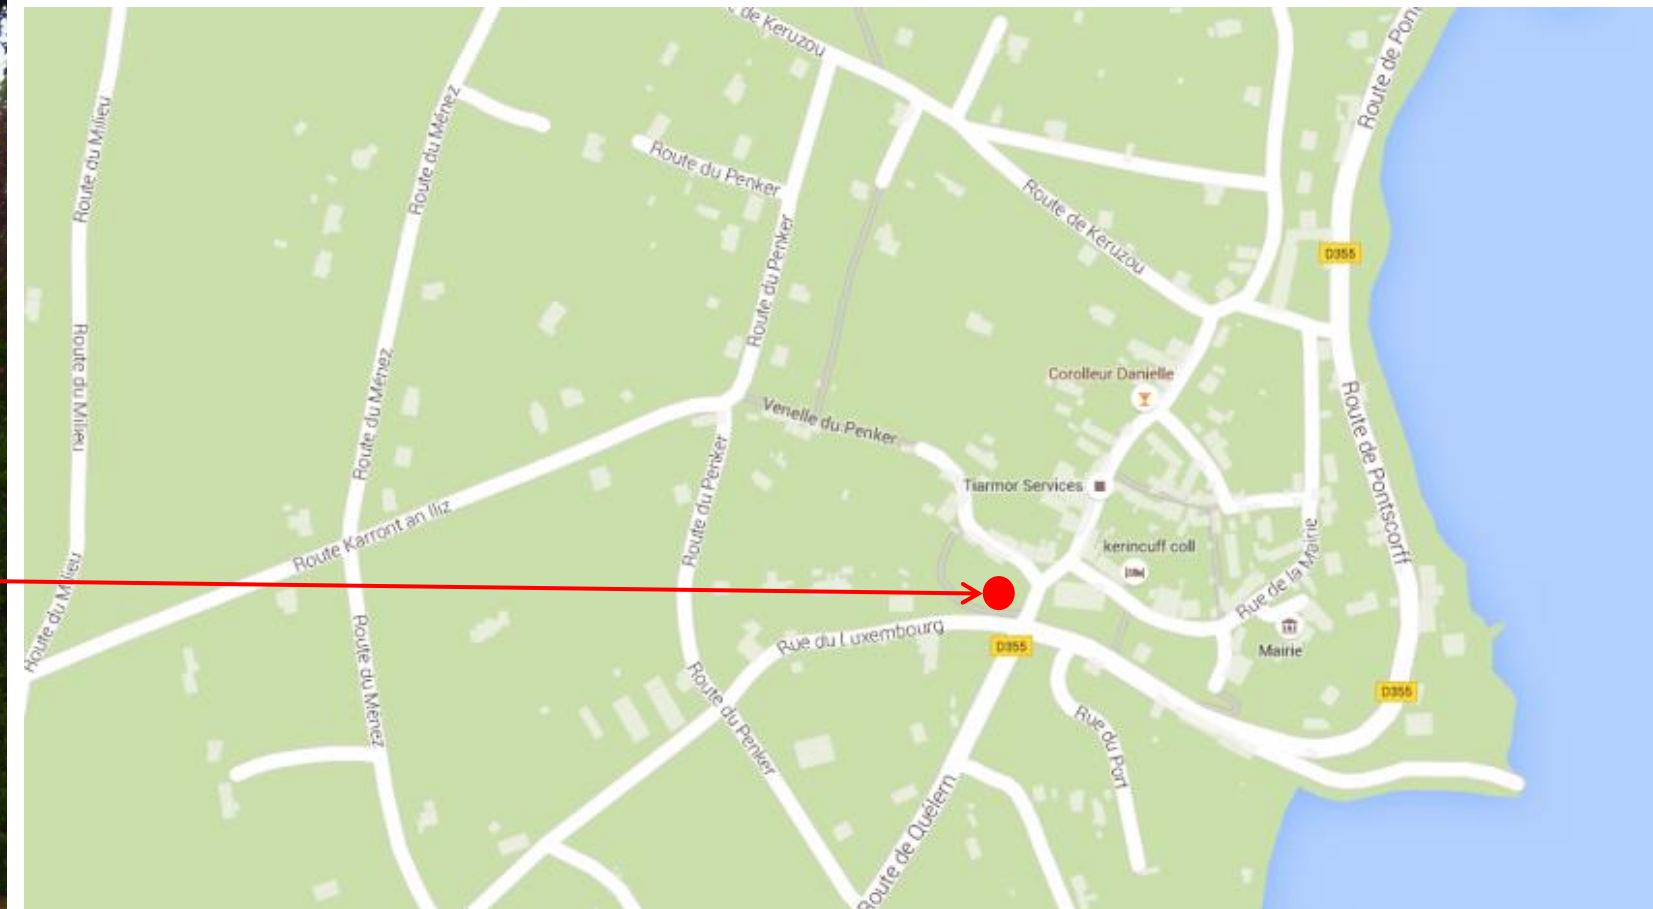 de Keruzou
Route de Pon
Route du Milieu
Route du Ménez
Route du Penker
Route de Keruzou
D355
Route du Penker
Route du Milieu
Route du Ménez
Corolleur Danielle
Venelle du Penker
Route de Pontscorff
Route du Penker
Tiarmor Services
Route Karront an Iliz
kerincuff coll
Rue de la Mairie
Route du Milieu
Rue du Luxembourg
D355
Mairie
Route du Ménez
Route du Penker
D355
Rue du Port
Route de Quélern